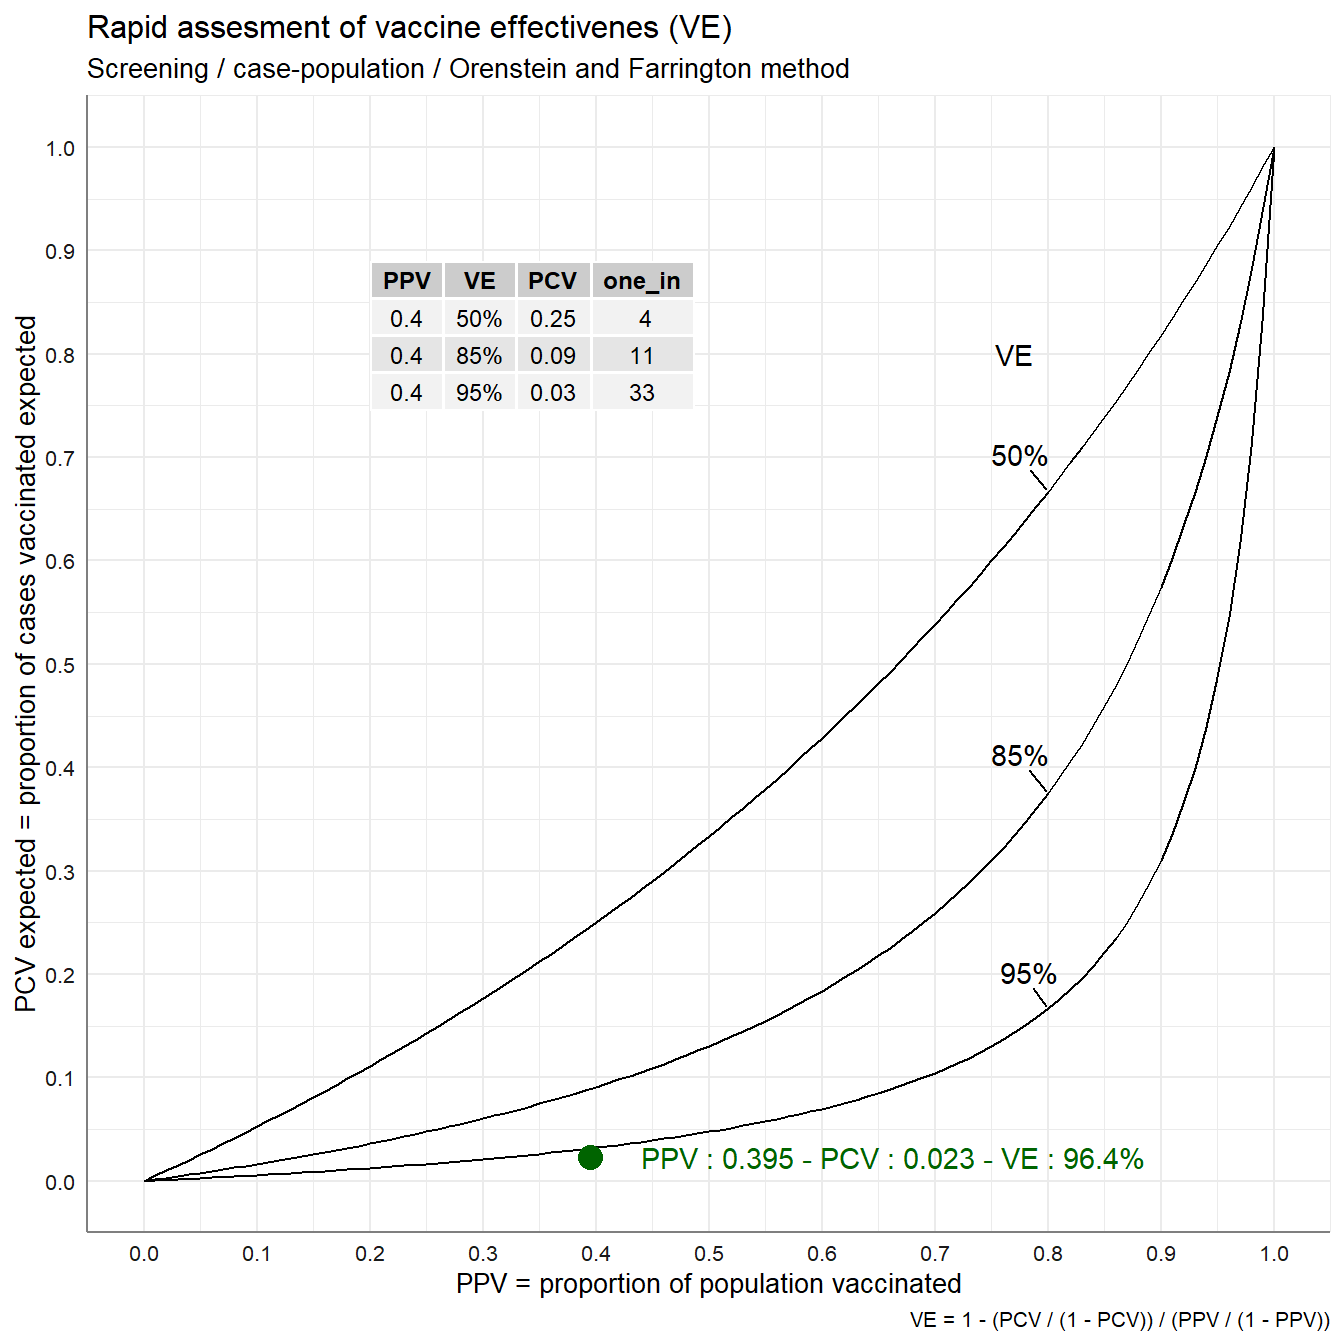 Rapid assesment of vaccine effectivenes (VE)
Screening / case-population / Orenstein and Farrington method
PCV expected = proportion of cases vaccinated expected
1.0
0.9
0.8
0.7
0.6
0.5
0.4
0.3
0.2
0.1
0.0
PPV VE PCV one_in
0.4 50% 0.25 4
0.4 85% 0.09 11
0.4 95% 0.03 33
VE
50%
85%
95%
PPV : 0.395 - PCV : 0.023 - VE : 96.4%
0.0 0.1 0.2 0.3 0.4 0.5 0.6 0.7 0.8 0.9 1.0
PPV = proportion of population vaccinated
VE = 1 - (PCV / (1 - PCV)) / (PPV / (1 - PPV))